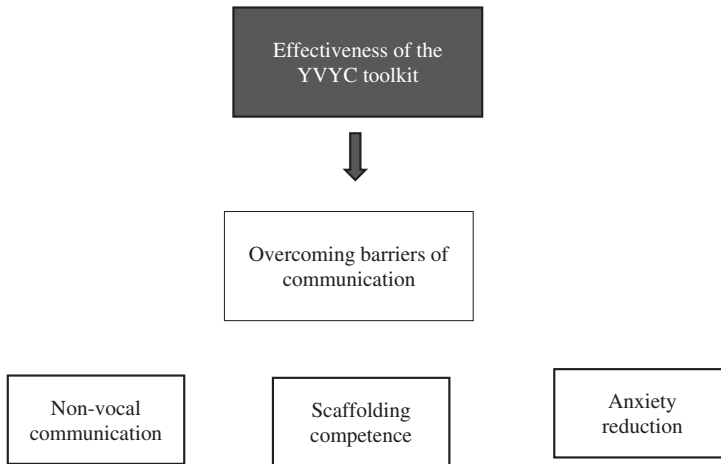 Effectiveness of the
YVYC toolkit
Overcoming barriers of
communication
Non-vocal
communication
Scaffolding
competence
Anxiety
reduction